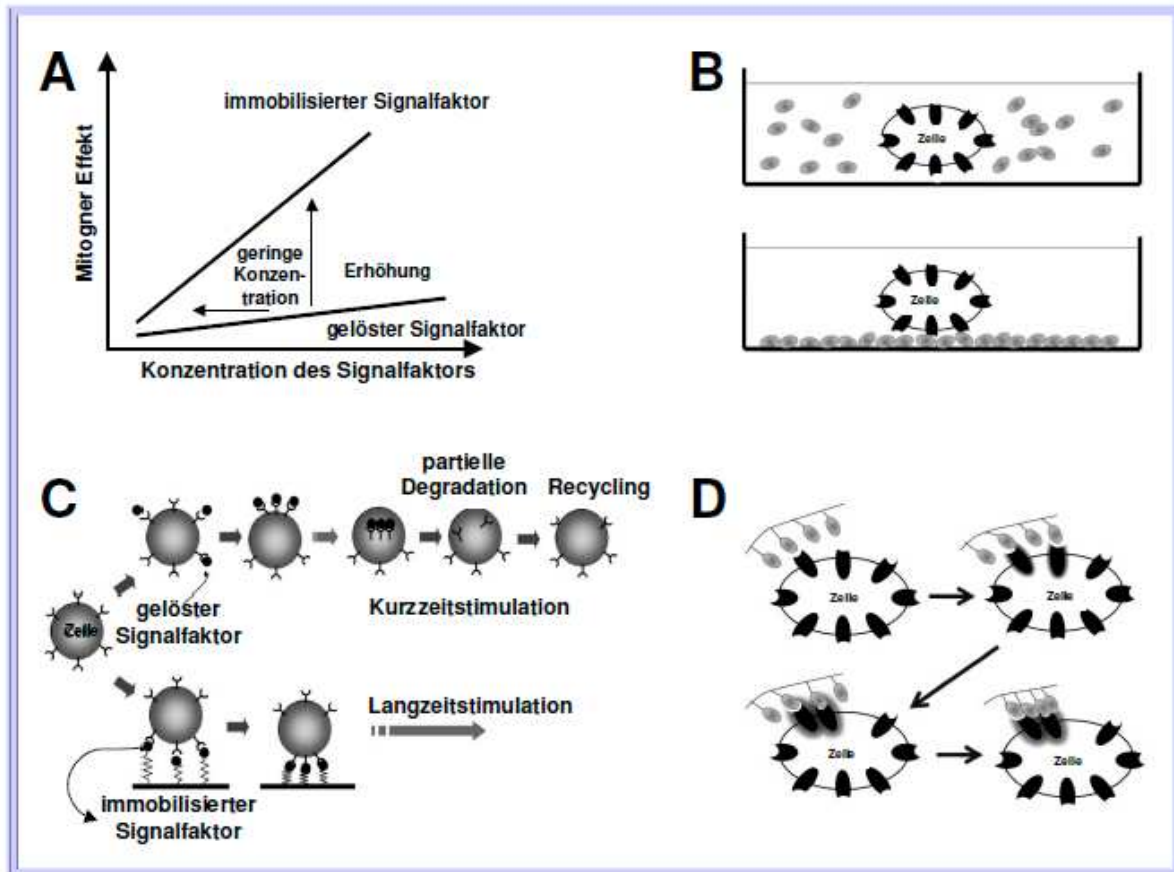 A
Mitogner Effekt
immobilisierter Signalfaktor
geringe
Konzen-
tration
Erhöhung
gelöster Signalfaktor
Konzentration des Signalfaktors
B
Zelle
Zelle
C
partielle
Degradation
Recycling
Zelle
gelöster
Signalfaktor
Kurzzeitstimulation
Langzeitstimulation
immobilisierter
Signalfaktor
D
Zelle
Zelle
Zelle
Zelle